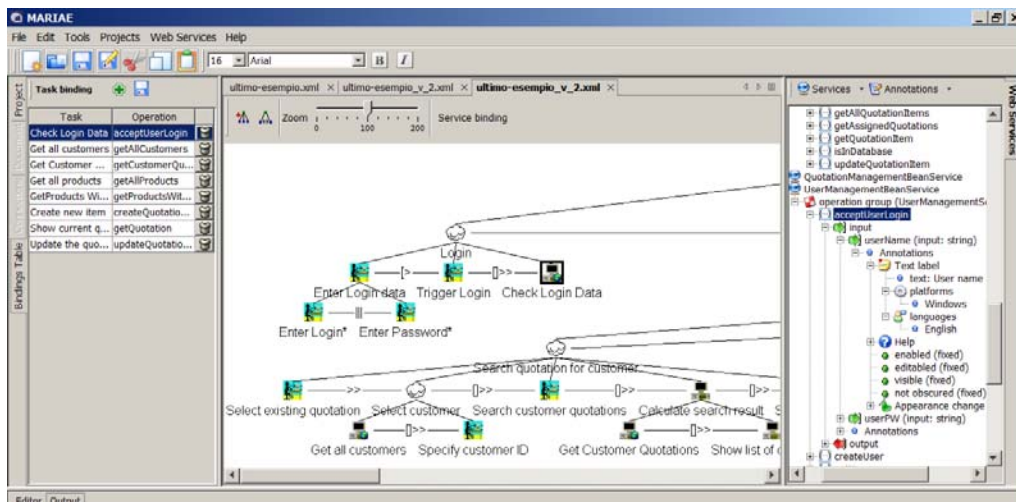 MARIAE
File Edit Tools Projects Web Services Help
16 Arial B I
Project
Bindings Table
Task binding
Task Operation
Check Login Data acceptUserLogin
Get all customers getAllCustomers
Get Customer ... getCustomerQu...
Get all products getAllProducts
GetProducts Wi... getProductsWit...
Create new item createQuotatio...
Show current q... getQuotation
Update the quo... updateQuotatio...
ultimo-esempio.xml × ultimo-esempio_v_2.xml × ultimo-esempio_v_2.xml ×
Zoom 0 100 200 Service binding
Login
[> []>>
Enter Login data Trigger Login Check Login Data
|||
Enter Login* Enter Password*
Search quotation for customer
>> []>> []>> []>>
Select existing quotation Select customer Search customer quotations Calculate search result S
[]>> []>>
Get all customers Specify customer ID Get Customer Quotations Show list of c
Services Annotations
Web Services
getAllQuotationItems
getAssignedQuotations
getQuotationItem
isInDatabase
updateQuotationItem
QuotationManagementBeanService
UserManagementBeanService
operation group (UserManagementS
acceptUserLogin
input
userName (input: string)
Annotations
Text label
text: User name
platforms
Windows
languages
English
Help
enabled (fixed)
editabled (fixed)
visible (fixed)
not obscured (fixed)
Appearance change
userPW (input: string)
Annotations
output
createUser
Editor Output